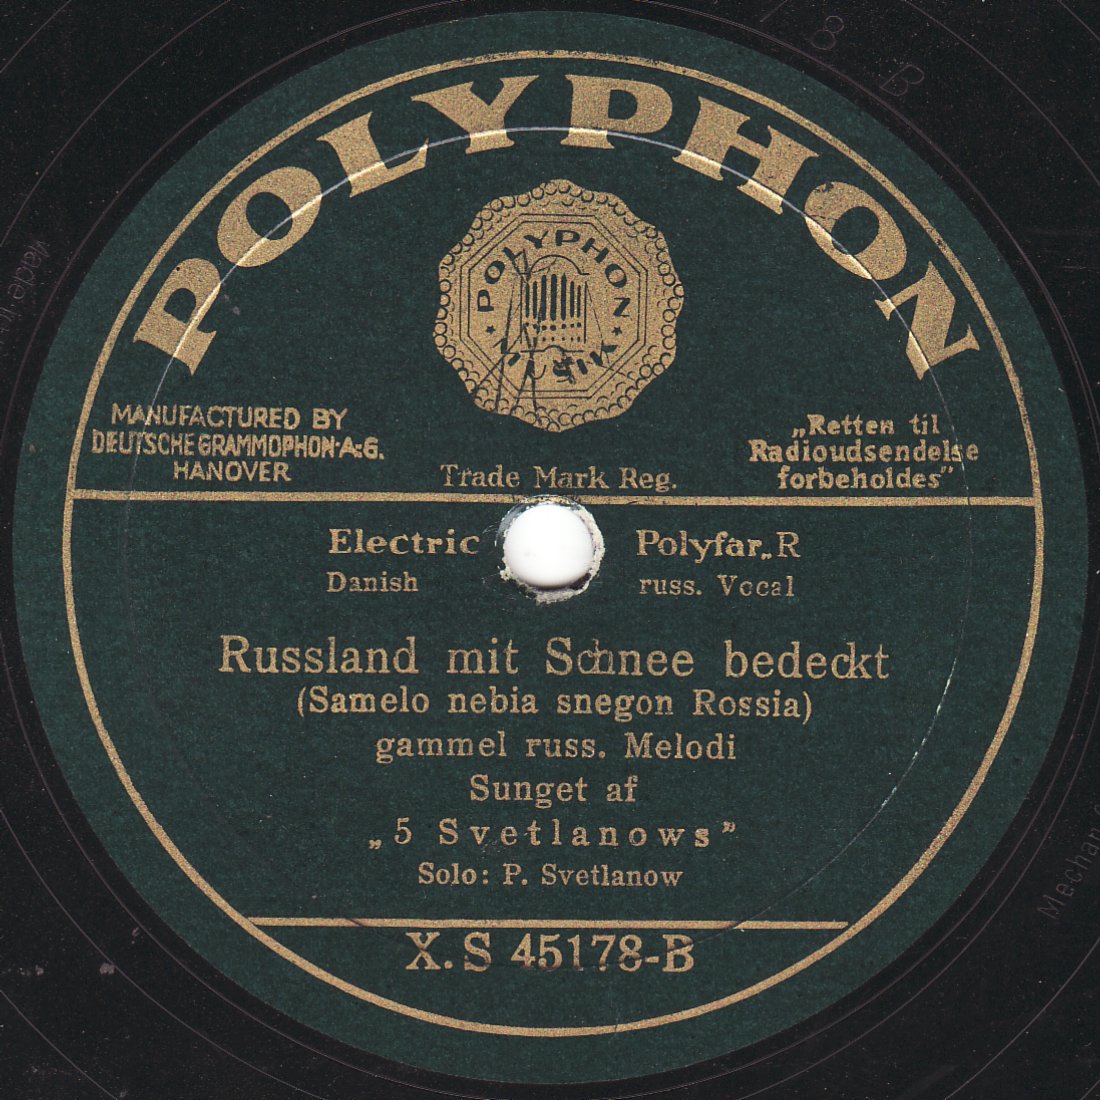 POLYPHON
POLYPHON
MUSIK
MANUFACTURED BY
DEUTSCHE GRAMMOPHON-A:G.
HANOVER
Trade Mark Reg.
„Retten til
Radioudsendelse
forbeholdes”
Electric Polyfar„R
Danish russ. Vocal
Russland mit Schnee bedeckt
(Samelo nebia snegon Rossia)
gammel russ. Melodi
Sunget af
„5 Svetlanows”
Solo: P. Svetlanow
X.S 45178-B